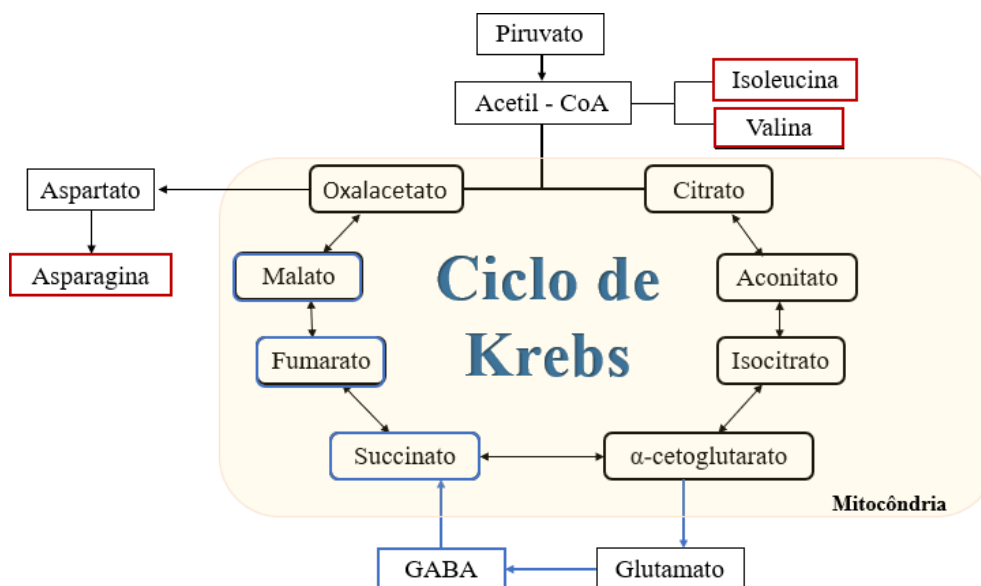 Piruvato
Acetil - CoA
Isoleucina
Valina
Aspartato
Oxalacetato
Citrato
Asparagina
Malato
Ciclo de
Krebs
Aconitato
Fumarato
Isocitrato
Succinato
α-cetoglutarato
Mitocôndria
GABA
Glutamato